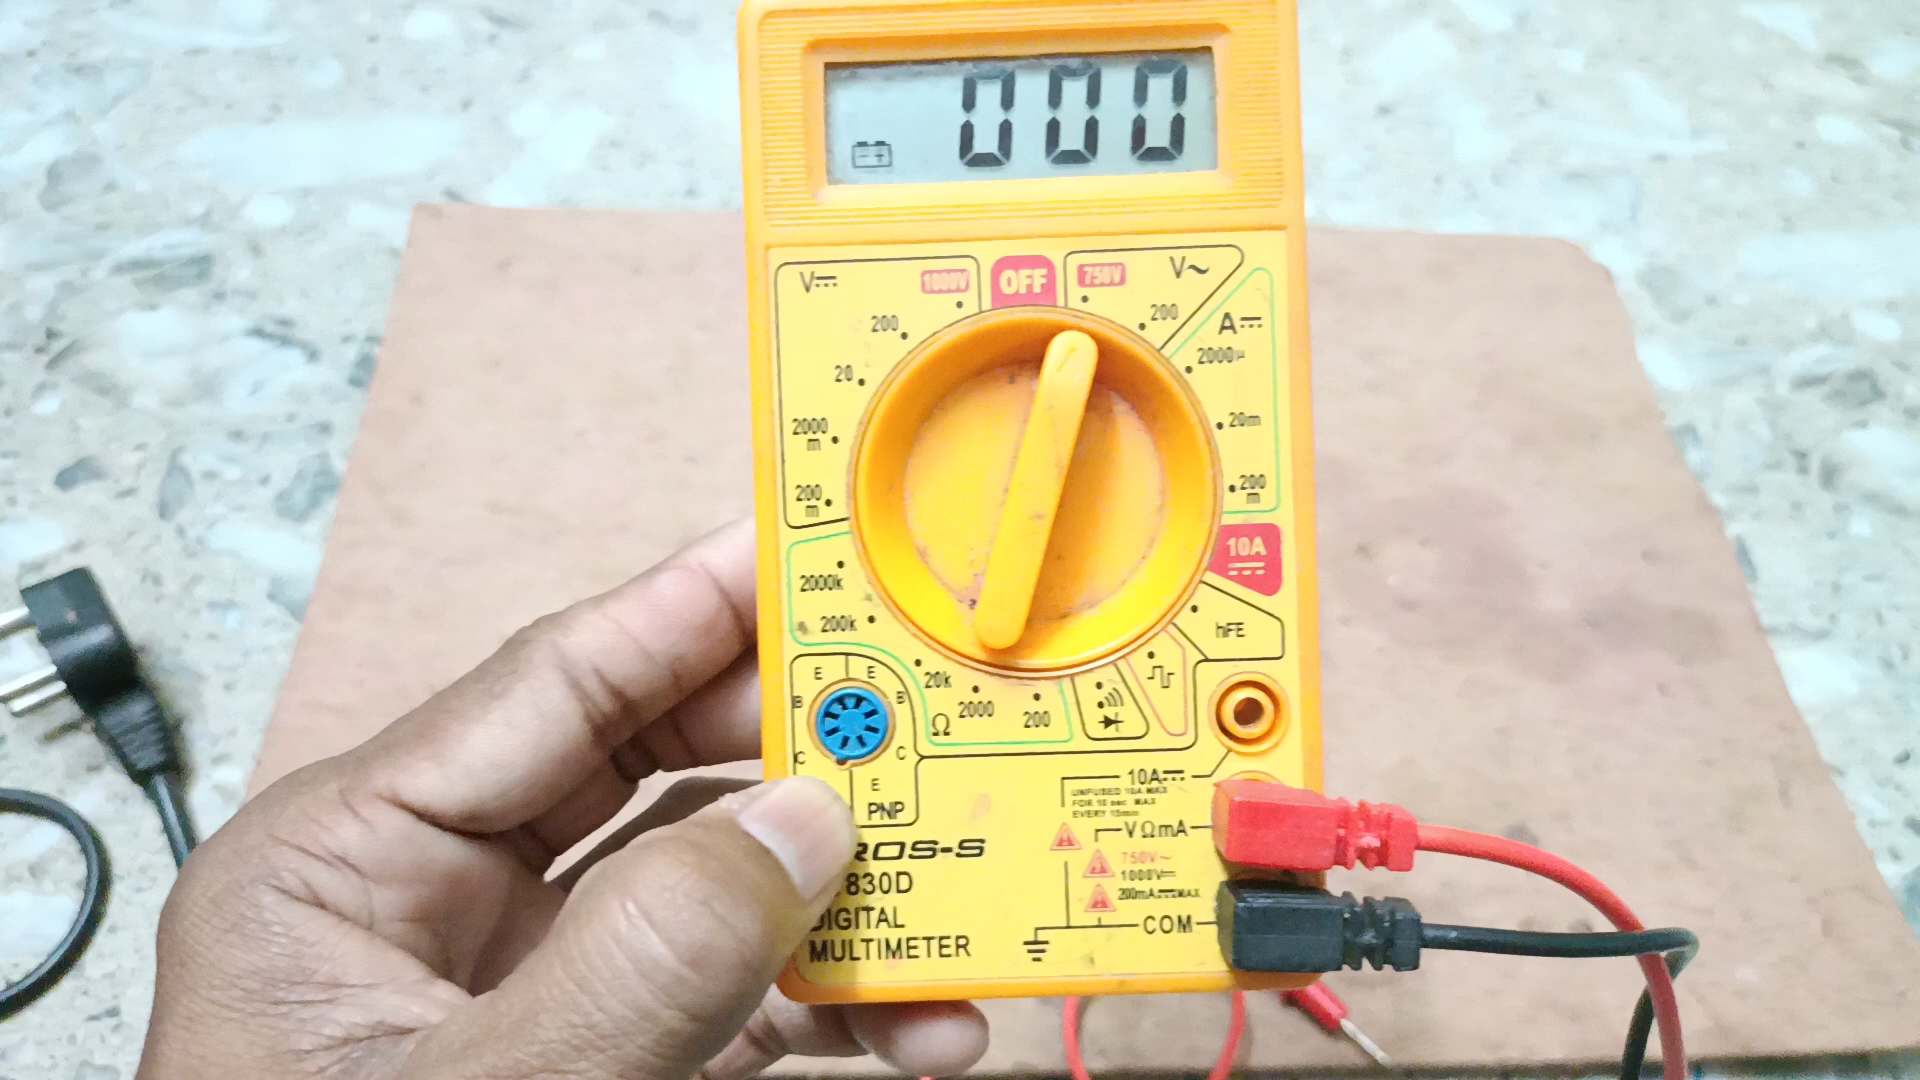 000
V⎓
1000V
OFF
750V
V~
200
200
A⎓
2000µ
20
20m
2000
m
200
m
200
m
10A
2000k
200k
hFE
E E
B B
20k
2000
200
Ω
C C
E
PNP
10A⎓
UNFUSED 10A MAX
FOR 10 sec MAX
EVERY 15min
VΩmA
750V~
1000V⎓
200mA⎓MAX
COM
ROS-S
830D
DIGITAL
MULTIMETER